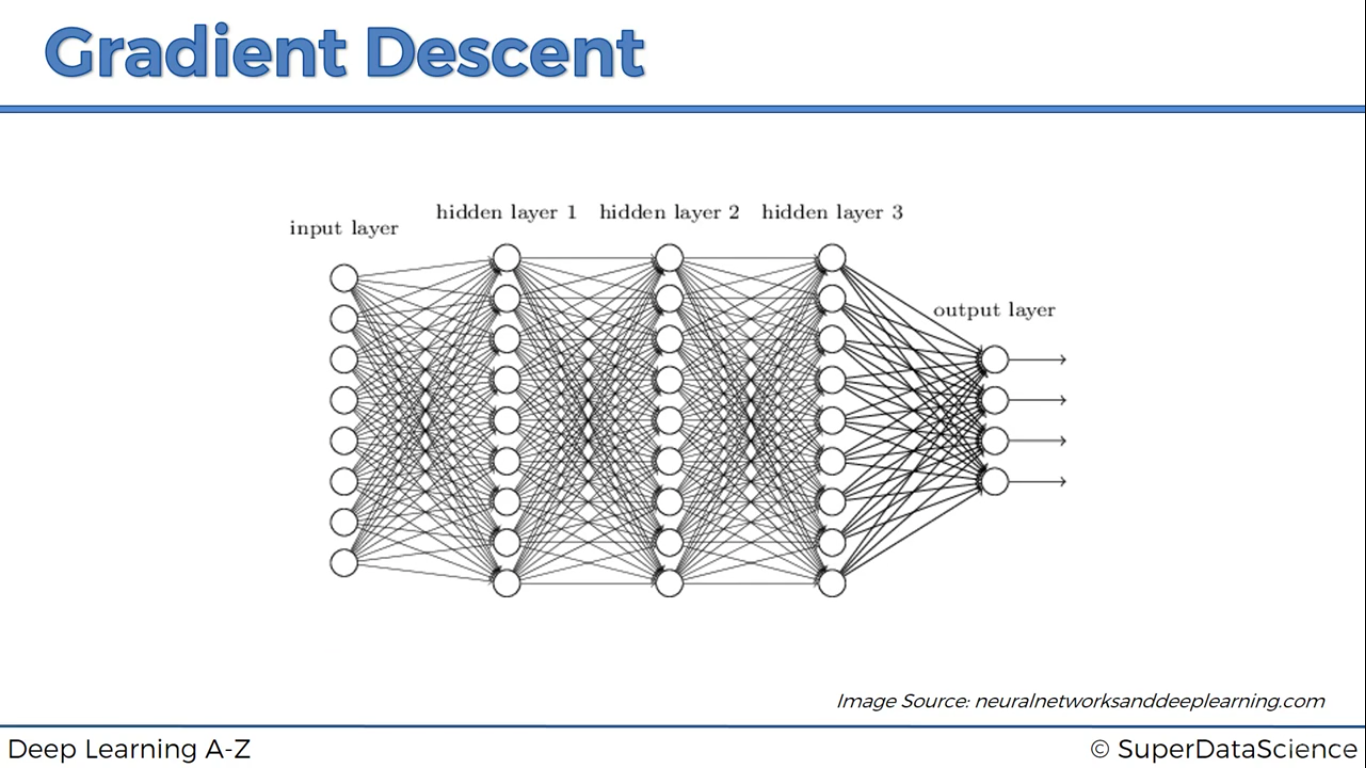 Gradient Descent
hidden layer 1 hidden layer 2 hidden layer 3
input layer
output layer
Image Source: neuralnetworksanddeeplearning.com
Deep Learning A-Z
© SuperDataScience